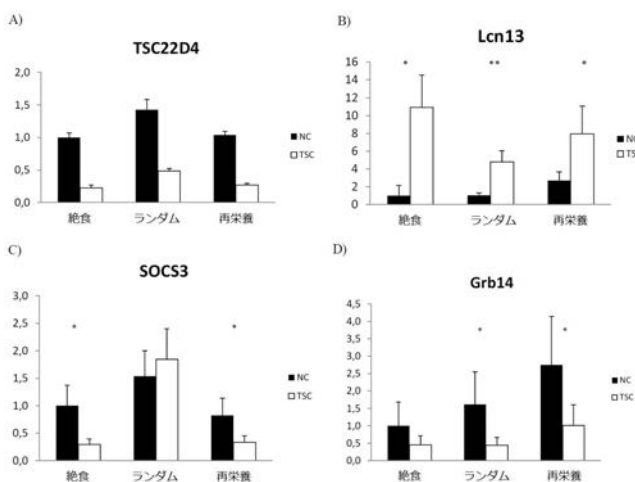 A)
TSC22D4
2,0
1,5
1,0
0,5
0,0
絶食
ランダム
再栄養
NC
TSC
B)
Lcn13
16
14
12
10
8
6
4
2
0
*
**
*
絶食
ランダム
再栄養
NC
TSC
C)
SOCS3
3,0
2,5
2,0
1,5
1,0
0,5
0,0
*
*
絶食
ランダム
再栄養
NC
TSC
D)
Grb14
4,5
4,0
3,5
3,0
2,5
2,0
1,5
1,0
0,5
0,0
*
*
絶食
ランダム
再栄養
NC
TSC